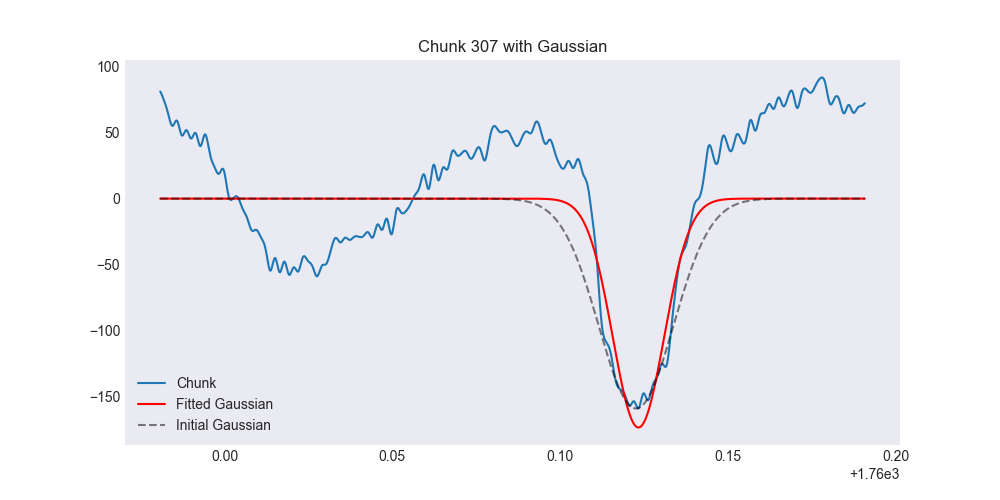 Chunk 307 with Gaussian
100
50
0
−50
−100
−150
Chunk
Fitted Gaussian
Initial Gaussian
0.00 0.05 0.10 0.15 0.20
+1.76e3